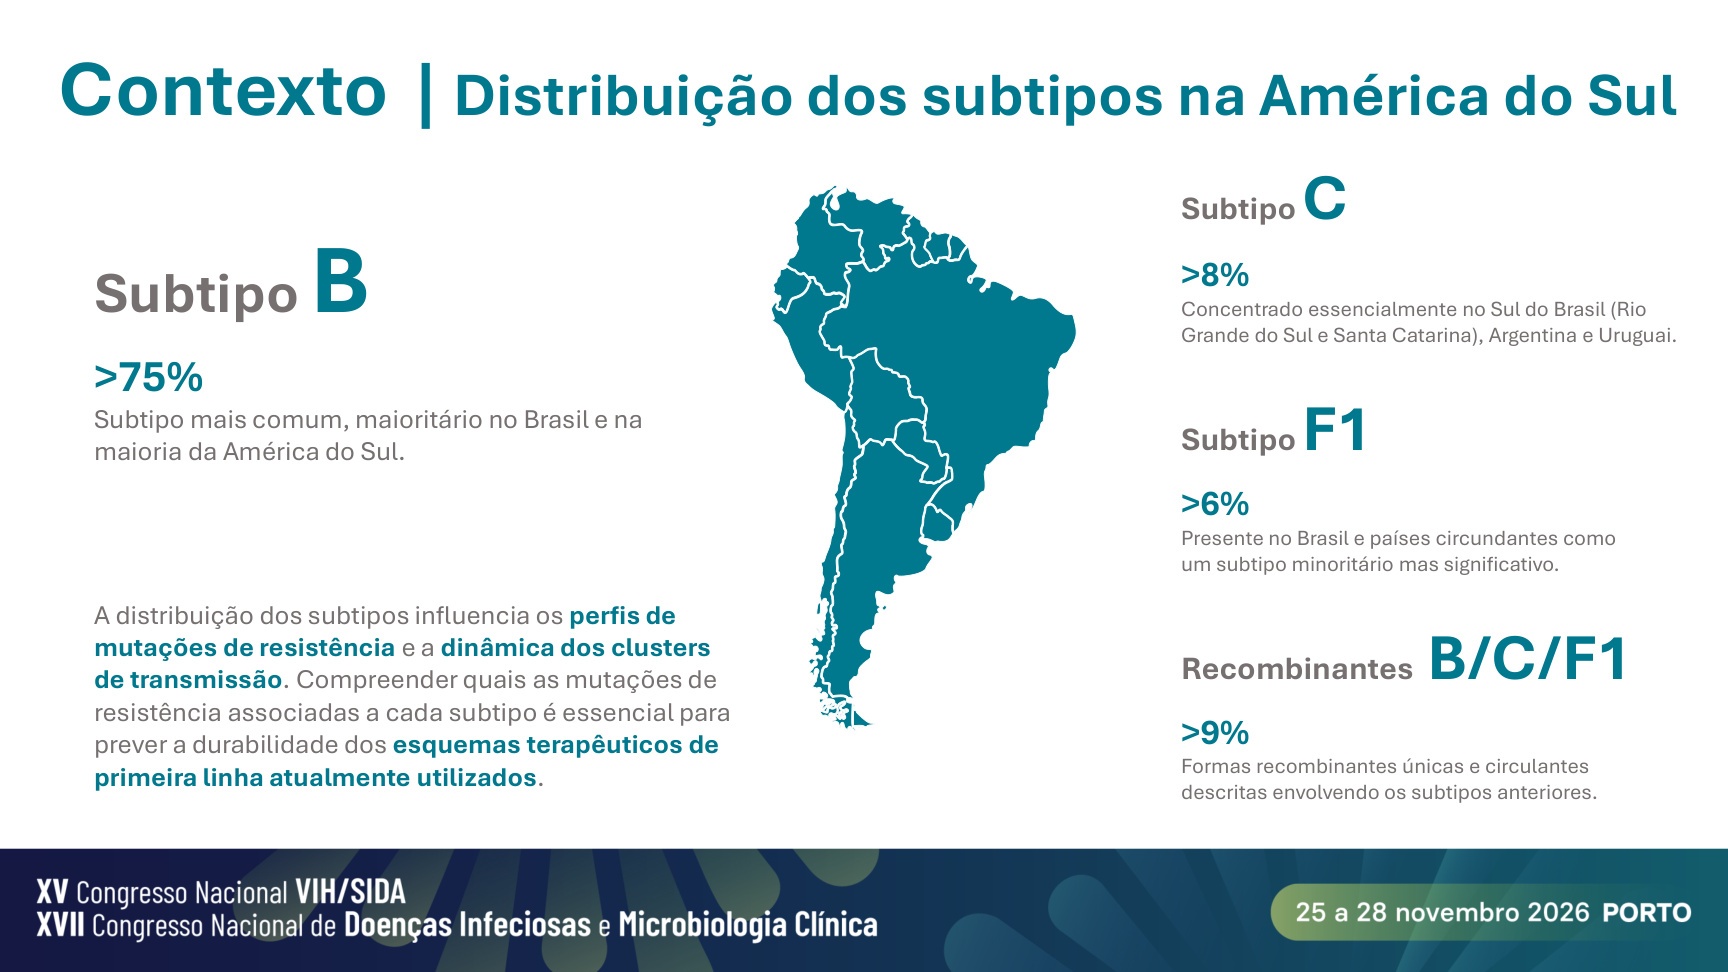 Contexto | Distribuição dos subtipos na América do Sul
Subtipo B
>75%
Subtipo mais comum, maioritário no Brasil e na
maioria da América do Sul.
A distribuição dos subtipos influencia os perfis de
mutações de resistência e a dinâmica dos clusters
de transmissão. Compreender quais as mutações de
resistência associadas a cada subtipo é essencial para
prever a durabilidade dos esquemas terapêuticos de
primeira linha atualmente utilizados.
Subtipo C
>8%
Concentrado essencialmente no Sul do Brasil (Rio
Grande do Sul e Santa Catarina), Argentina e Uruguai.
Subtipo F1
>6%
Presente no Brasil e países circundantes como
um subtipo minoritário mas significativo.
Recombinantes B/C/F1
>9%
Formas recombinantes únicas e circulantes
descritas envolvendo os subtipos anteriores.
XV Congresso Nacional VIH/SIDA
XVII Congresso Nacional de Doenças Infeciosas e Microbiologia Clínica
25 a 28 novembro 2026 PORTO